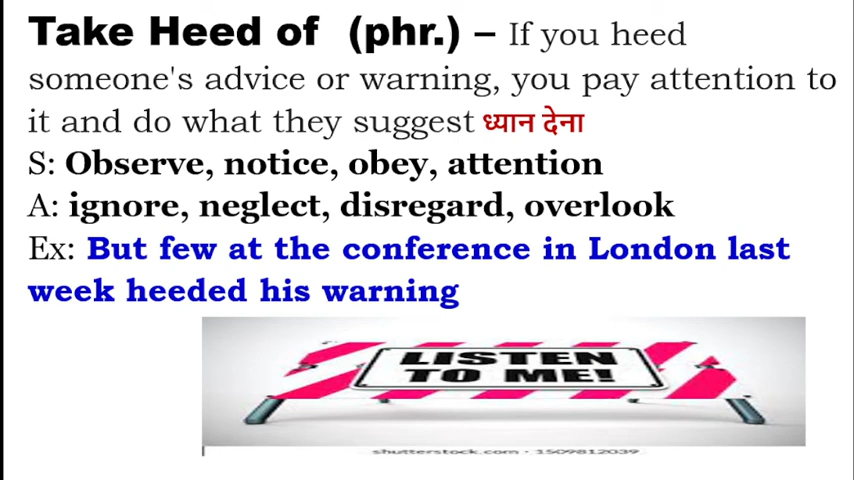 Take Heed of (phr.) – If you heed
someone's advice or warning, you pay attention to
it and do what they suggest ध्यान देना
S: Observe, notice, obey, attention
A: ignore, neglect, disregard, overlook
Ex: But few at the conference in London last
week heeded his warning
LISTEN
TO ME!
shutterstock.com · 1509812039